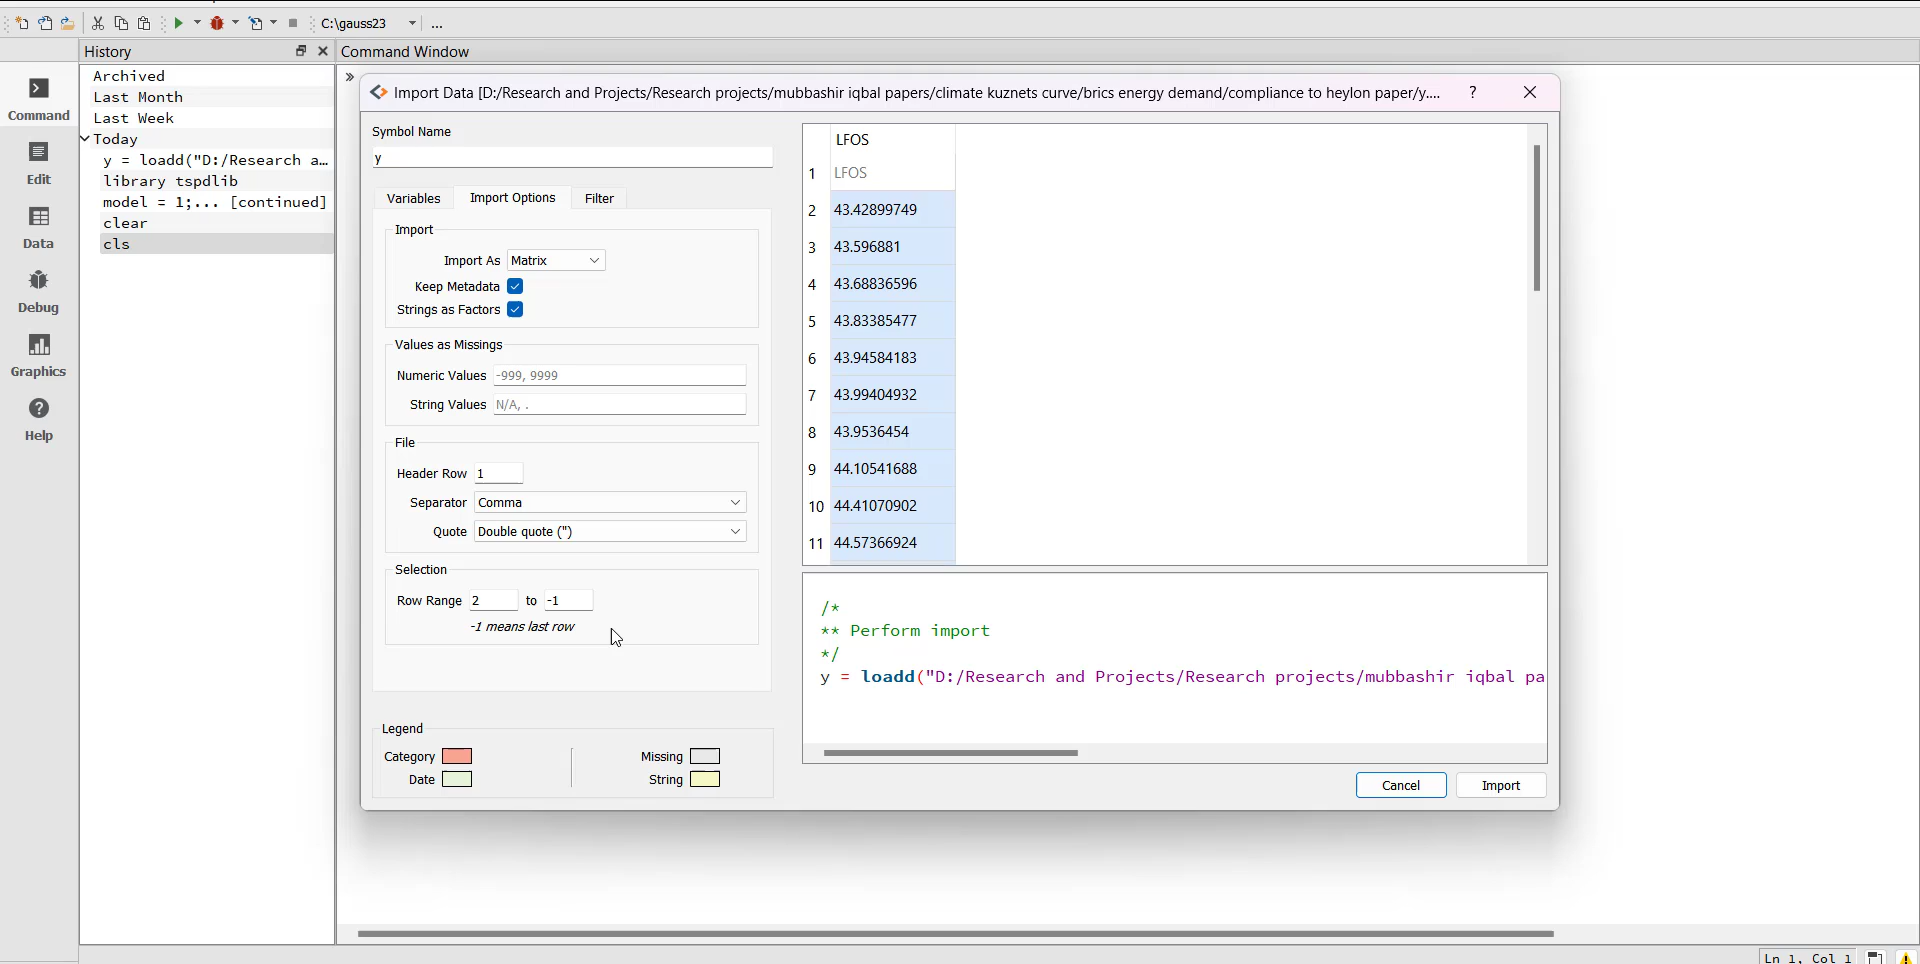 C:\gauss23
...
History
Command Window
Command
Edit
Data
Debug
Graphics
Help
Archived
Last Month
Last Week
Today
y = loadd("D:/Research a...
library tspdlib
model = 1;... [continued]
clear
cls
»
Import Data [D:/Research and Projects/Research projects/mubbashir iqbal papers/climate kuznets curve/brics energy demand/compliance to heylon paper/y....
?
Symbol Name
y
Variables
Import Options
Filter
Import
Import As Matrix
Keep Metadata
Strings as Factors
Values as Missings
Numeric Values -999, 9999
String Values N/A, .
File
Header Row 1
Separator Comma
Quote Double quote (")
Selection
Row Range 2 to -1
-1 means last row
Legend
Category
Missing
Date
String
LFOS
1 LFOS
2 43.42899749
3 43.596881
4 43.68836596
5 43.83385477
6 43.94584183
7 43.99404932
8 43.9536454
9 44.10541688
10 44.41070902
11 44.57366924
/*
** Perform import
*/
y = loadd("D:/Research and Projects/Research projects/mubbashir iqbal pa
Cancel
Import
Ln 1, Col 1